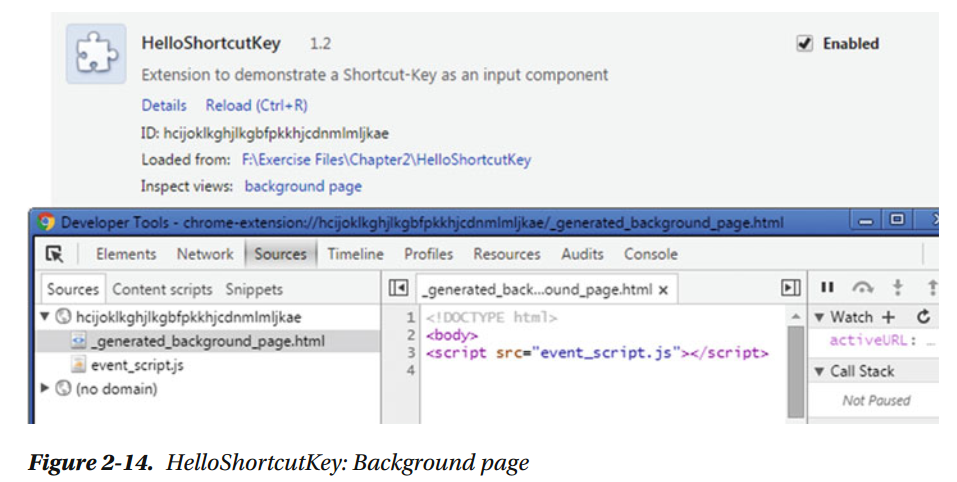 HelloShortcutKey 1.2 Enabled
Extension to demonstrate a Shortcut-Key as an input component
Details Reload (Ctrl+R)
ID: hcijoklkghjlkgbfpkkhjcdnmlmljkae
Loaded from: F:\Exercise Files\Chapter2\HelloShortcutKey
Inspect views: background page
Developer Tools - chrome-extension://hcijoklkghjlkgbfpkkhjcdnmlmljkae/_generated_background_page.html
Elements Network Sources Timeline Profiles Resources Audits Console
Sources Content scripts Snippets
_generated_back...ound_page.html ×
hcijoklkghjlkgbfpkkhjcdnmlmljkae
_generated_background_page.html
event_script.js
(no domain)
1 <!DOCTYPE html>
2 <body>
3 <script src="event_script.js"></script>
4
Watch
activeURL: …
Call Stack
Not Paused
Figure 2-14. HelloShortcutKey: Background page